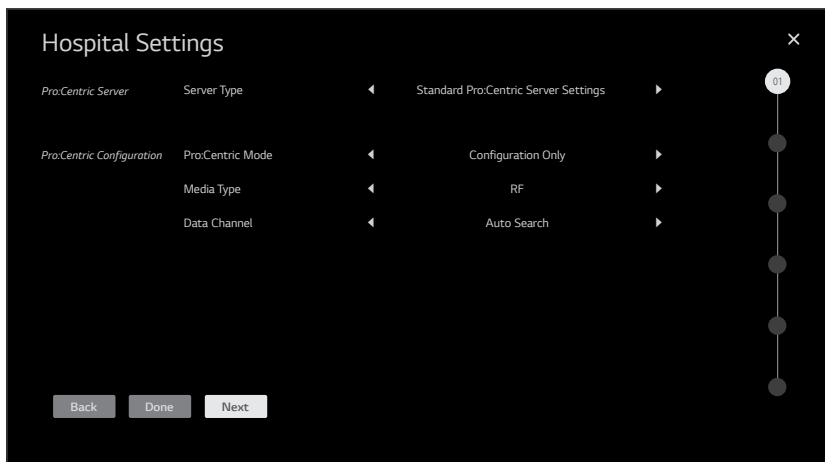 Hospital Settings
01
Pro:Centric Server Server Type Standard Pro:Centric Server Settings
Pro:Centric Configuration Pro:Centric Mode Configuration Only
Media Type RF
Data Channel Auto Search
Back Done Next